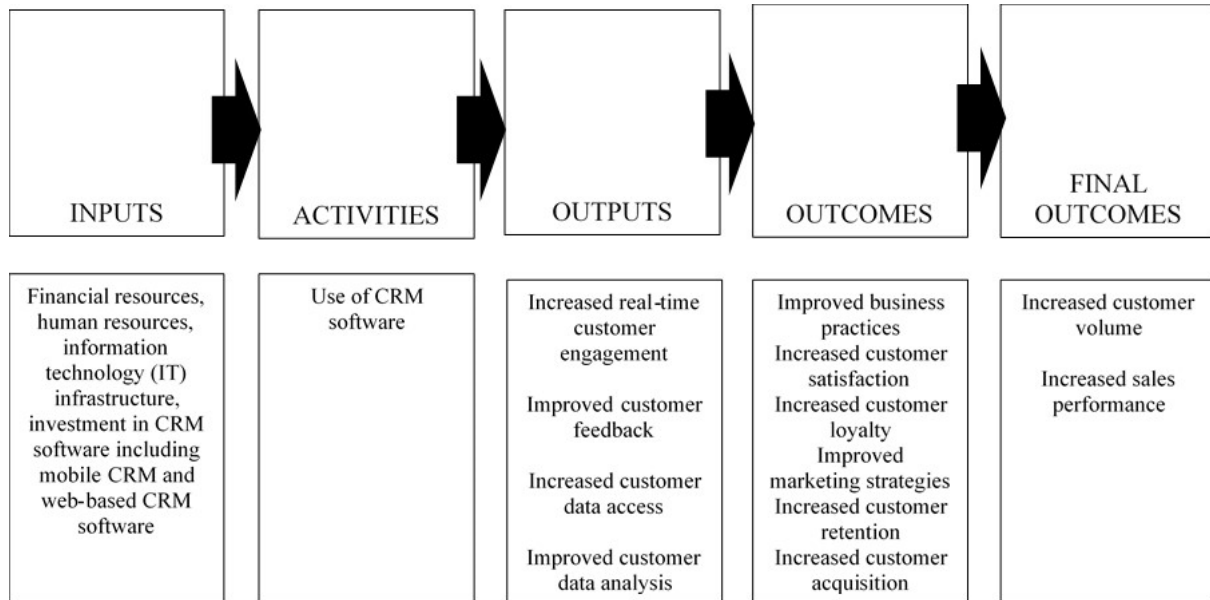 INPUTS
ACTIVITIES
OUTPUTS
OUTCOMES
FINAL
OUTCOMES
Financial resources,
human resources,
information
technology (IT)
infrastructure,
investment in CRM
software including
mobile CRM and
web-based CRM
software
Use of CRM
software
Increased real-time
customer
engagement
Improved customer
feedback
Increased customer
data access
Improved customer
data analysis
Improved business
practices
Increased customer
satisfaction
Increased customer
loyalty
Improved
marketing strategies
Increased customer
retention
Increased customer
acquisition
Increased customer
volume
Increased sales
performance